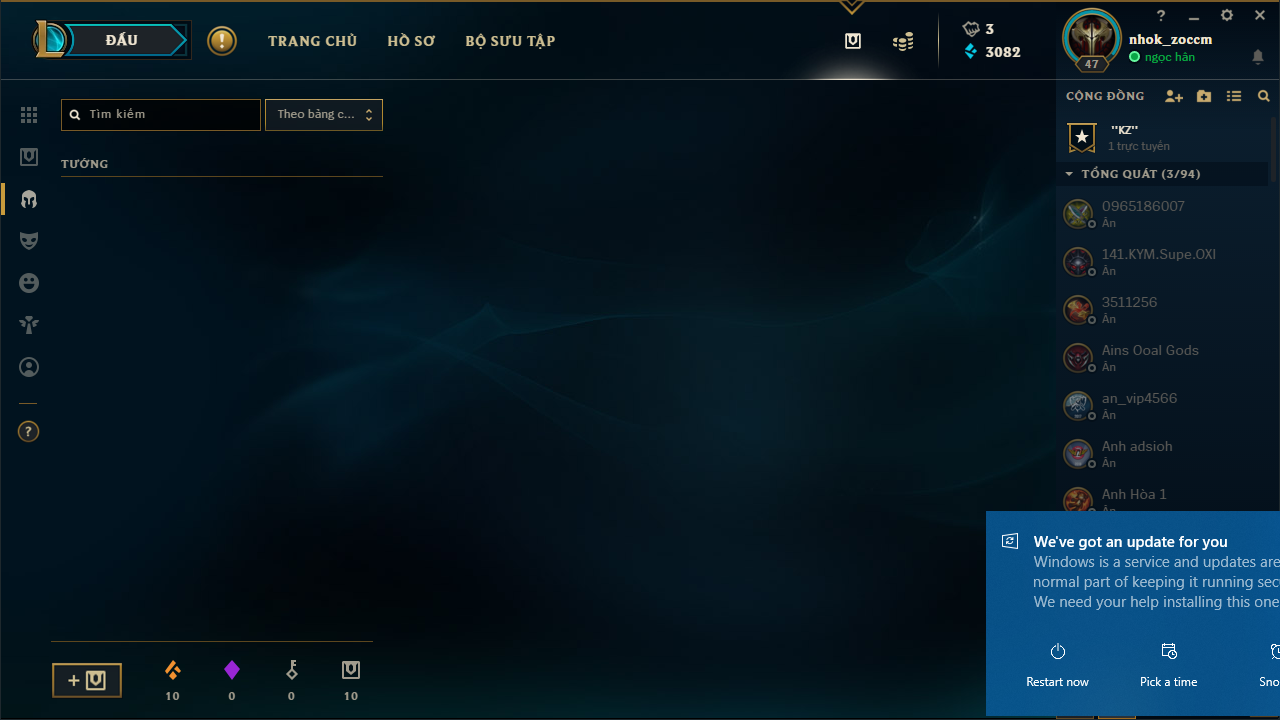 ĐẤU
TRANG CHỦ
HỒ SƠ
BỘ SƯU TẬP
3
3082
?
47
nhok_zoccm
ngọc hân
Tìm kiếm
Theo bảng c...
TƯỚNG
CỘNG ĐỒNG
"KZ"
1 trực tuyến
TỔNG QUÁT (3/94)
0965186007
Ẩn
141.KYM.Supe.OXI
Ẩn
3511256
Ẩn
Ains Ooal Gods
Ẩn
an_vip4566
Ẩn
Anh adsioh
Ẩn
Anh Hòa 1
?
We've got an update for you
Windows is a service and updates are
normal part of keeping it running sec
We need your help installing this one
Restart now
Pick a time
Sno
10
0
0
10